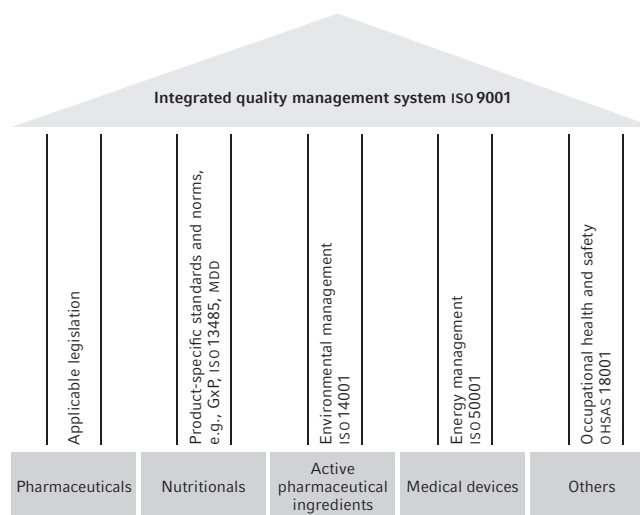 Integrated quality management system ISO 9001
Applicable legislation
Product-specific standards and norms,
e.g., GxP, ISO 13485, MDD
Environmental management
ISO 14001
Energy management
ISO 50001
Occupational health and safety
OHSAS 18001
Pharmaceuticals
Nutritionals
Active
pharmaceutical
ingredients
Medical devices
Others